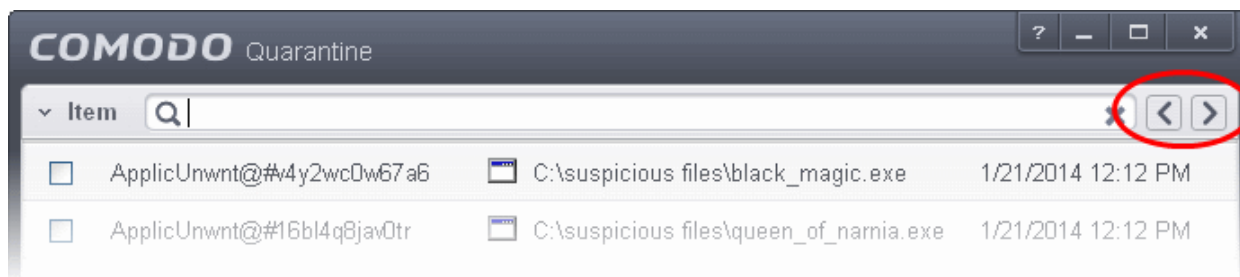 COMODO Quarantine
?
Item
ApplicUnwnt@#v4y2wc0w67a6 C:\suspicious files\black_magic.exe 1/21/2014 12:12 PM
ApplicUnwnt@#16bl4q8jav0tr C:\suspicious files\queen_of_narnia.exe 1/21/2014 12:12 PM